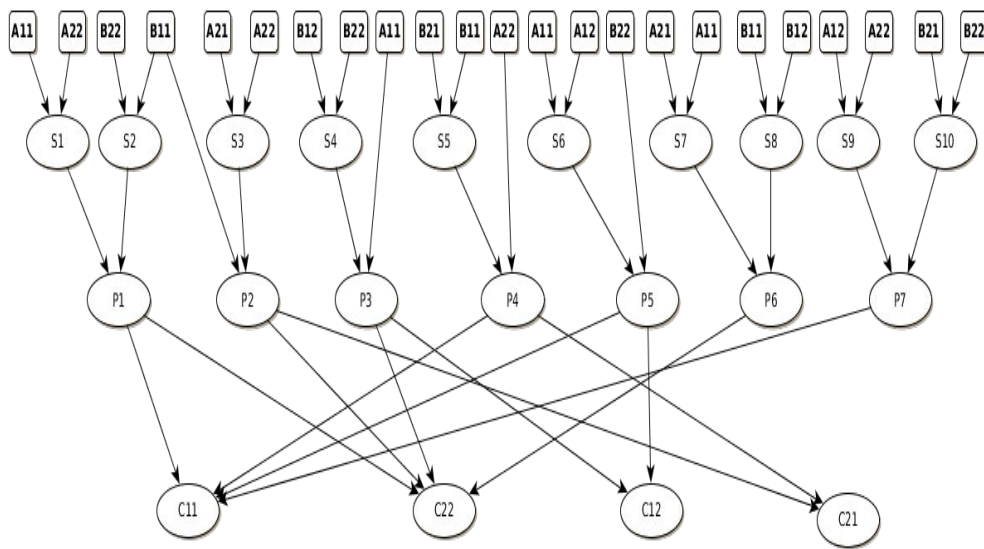 A11 A22 B22 B11 A21 A22 B12 B22 A11 B21 B11 A22 A11 A12 B22 A21 A11 B11 B12 A12 A22 B21 B22
S1 S2 S3 S4 S5 S6 S7 S8 S9 S10
P1 P2 P3 P4 P5 P6 P7
C11 C22 C12 C21